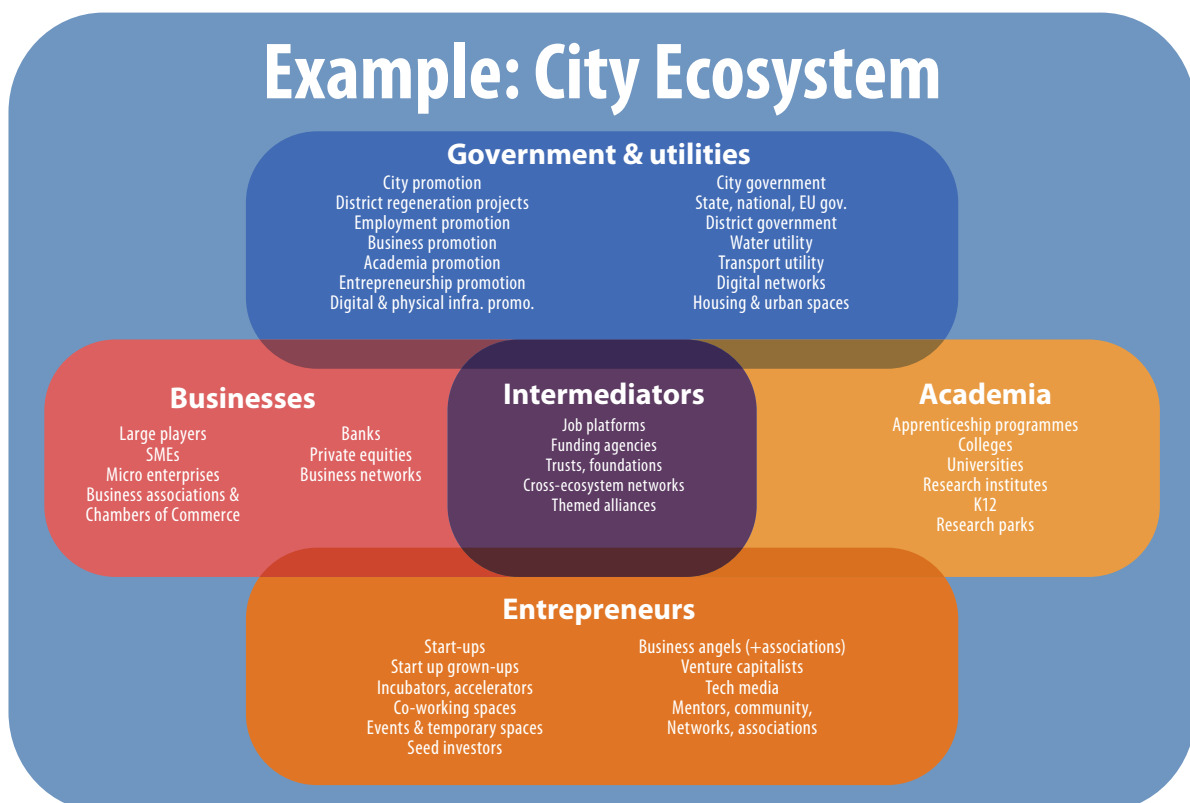 Example: City Ecosystem
Government & utilities
City promotion
District regeneration projects
Employment promotion
Business promotion
Academia promotion
Entrepreneurship promotion
Digital & physical infra. promo.
City government
State, national, EU gov.
District government
Water utility
Transport utility
Digital networks
Housing & urban spaces
Businesses
Large players
SMEs
Micro enterprises
Business associations &
Chambers of Commerce
Banks
Private equities
Business networks
Intermediators
Job platforms
Funding agencies
Trusts, foundations
Cross-ecosystem networks
Themed alliances
Academia
Apprenticeship programmes
Colleges
Universities
Research institutes
K12
Research parks
Entrepreneurs
Start-ups
Start up grown-ups
Incubators, accelerators
Co-working spaces
Events & temporary spaces
Seed investors
Business angels (+associations)
Venture capitalists
Tech media
Mentors, community,
Networks, associations